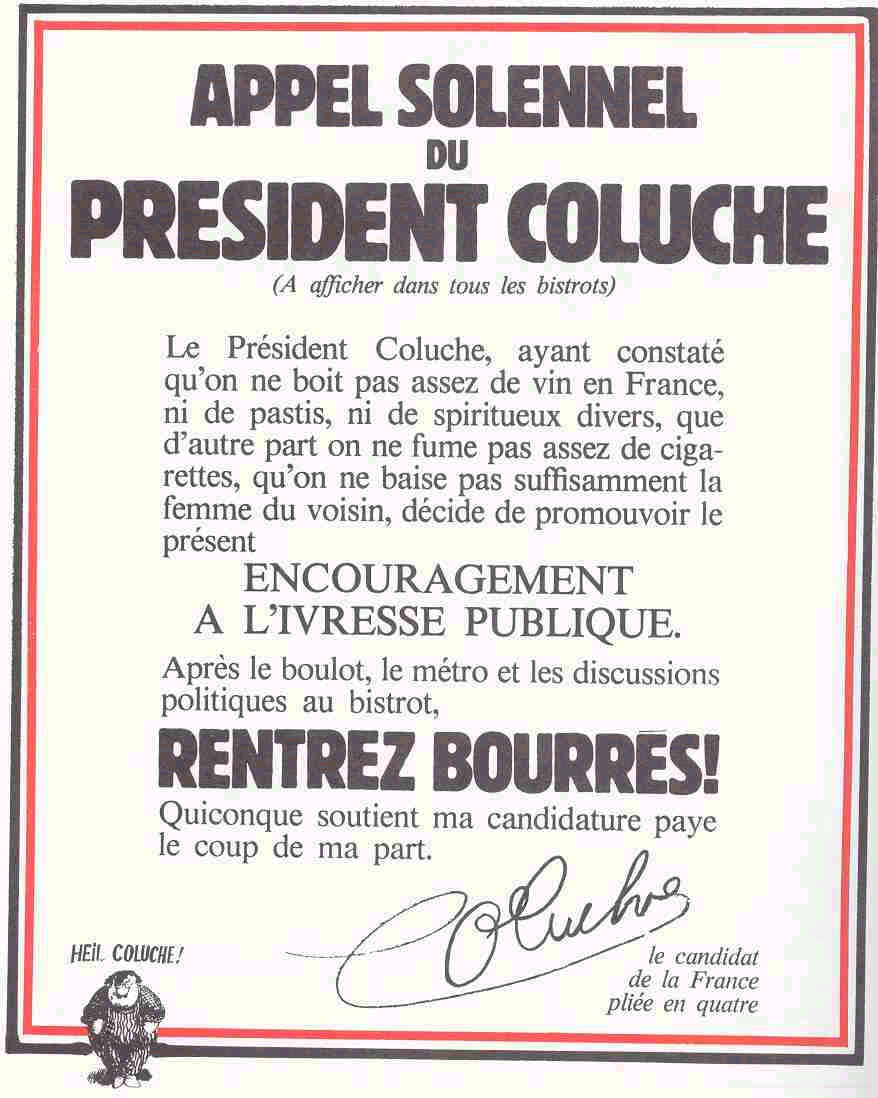 APPEL SOLENNEL
DU
PRESIDENT COLUCHE
(A afficher dans tous les bistrots)
Le Président Coluche, ayant constaté
qu'on ne boit pas assez de vin en France,
ni de pastis, ni de spiritueux divers, que
d'autre part on ne fume pas assez de ciga-
rettes, qu'on ne baise pas suffisamment la
femme du voisin, décide de promouvoir le
présent
ENCOURAGEMENT
A L'IVRESSE PUBLIQUE.
Après le boulot, le métro et les discussions
politiques au bistrot,
RENTREZ BOURRÉS!
Quiconque soutient ma candidature paye
le coup de ma part.
Coluche
le candidat
de la France
pliée en quatre
HEIL COLUCHE!